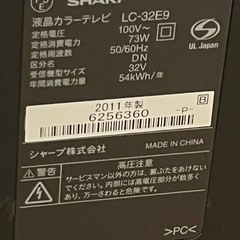 SHARP
液晶カラーテレビ LC-32E9
定格電圧 100V~
定格消費電力 73W
定格周波数 50/60Hz
区分名 DN
受信機型サイズ 32V
年間消費電力量 54kWh/年
UL Japan
2011年製 B
6256360 -P-
シャープ株式会社 MADE IN CHINA
高圧注意
サービスマン以外の方は、裏ぶたをあけないで
ください。内部には高電圧部分が数多く
あり、万一さわると危険です。
>PC<